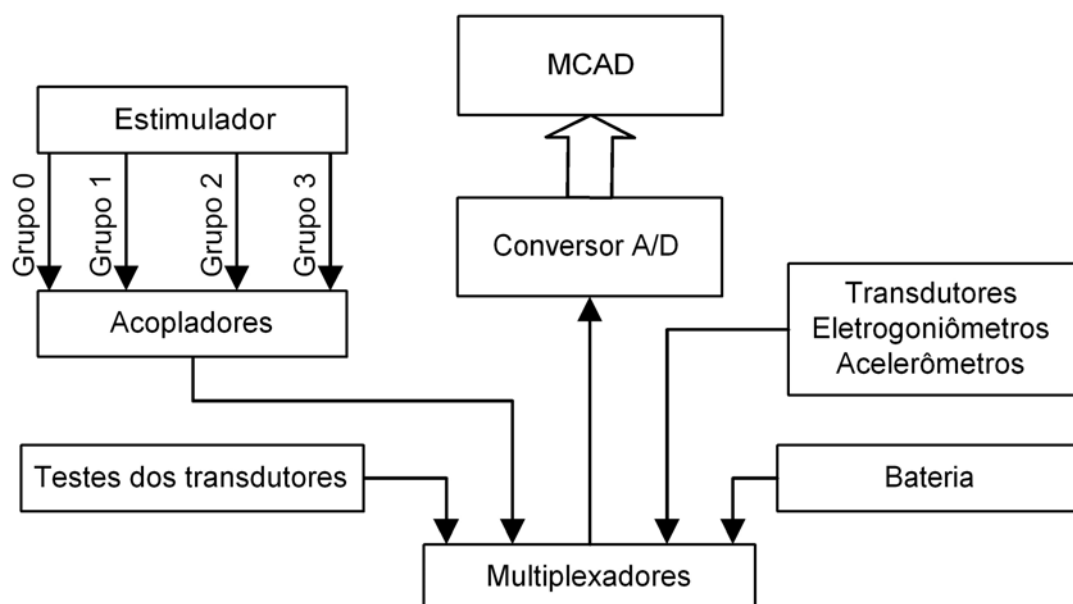 MCAD
Estimulador
Grupo 0
Grupo 1
Grupo 2
Grupo 3
Conversor A/D
Acopladores
Transdutores
Eletrogoniômetros
Acelerômetros
Testes dos transdutores
Bateria
Multiplexadores